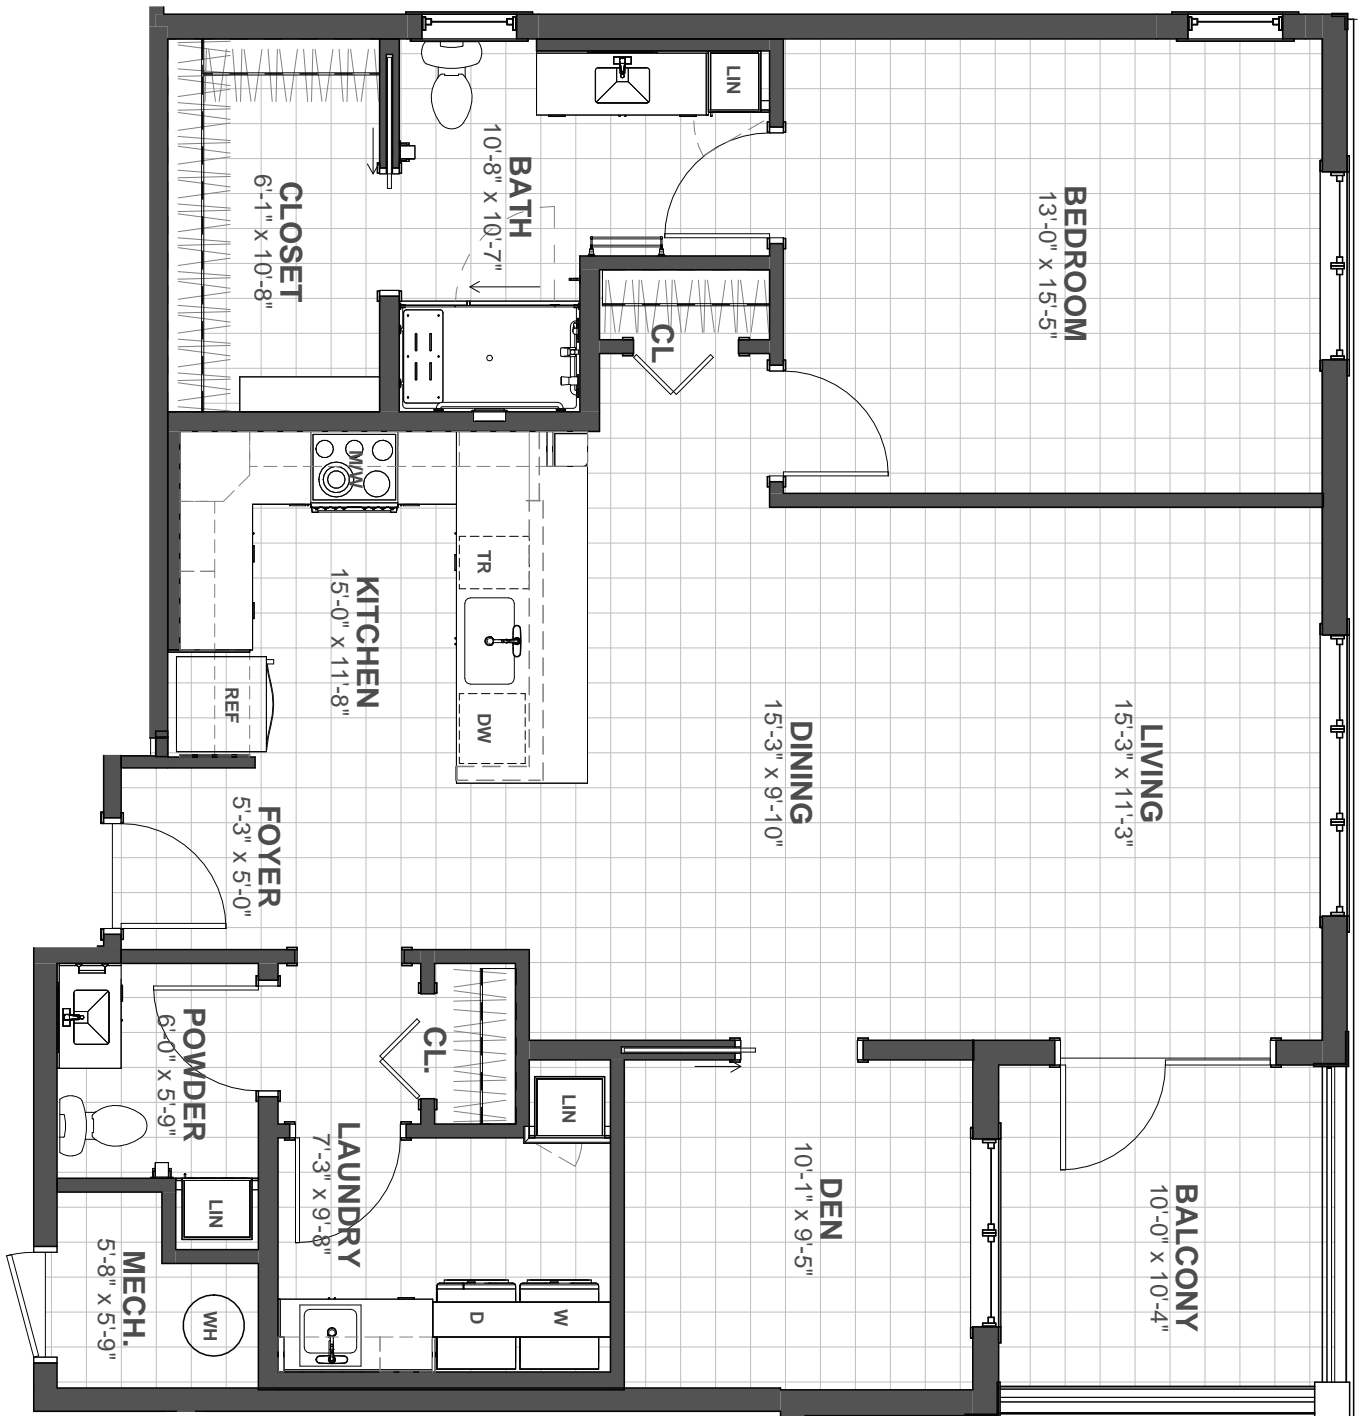 LIN
BATH
10'-8" x 10'-7"
CLOSET
6'-1" x 10'-8"
BEDROOM
13'-0" x 15'-5"
CL
M/W
TR
KITCHEN
15'-0" x 11'-8"
REF
DW
DINING
15'-3" x 9'-10"
LIVING
15'-3" x 11'-3"
FOYER
5'-3" x 5'-0"
POWDER
6'-0" x 5'-9"
CL.
LIN
LAUNDRY
7'-3" x 9'-8"
DEN
10'-1" x 9'-5"
BALCONY
10'-0" x 10'-4"
LIN
MECH.
5'-8" x 5'-9"
WH
D
W